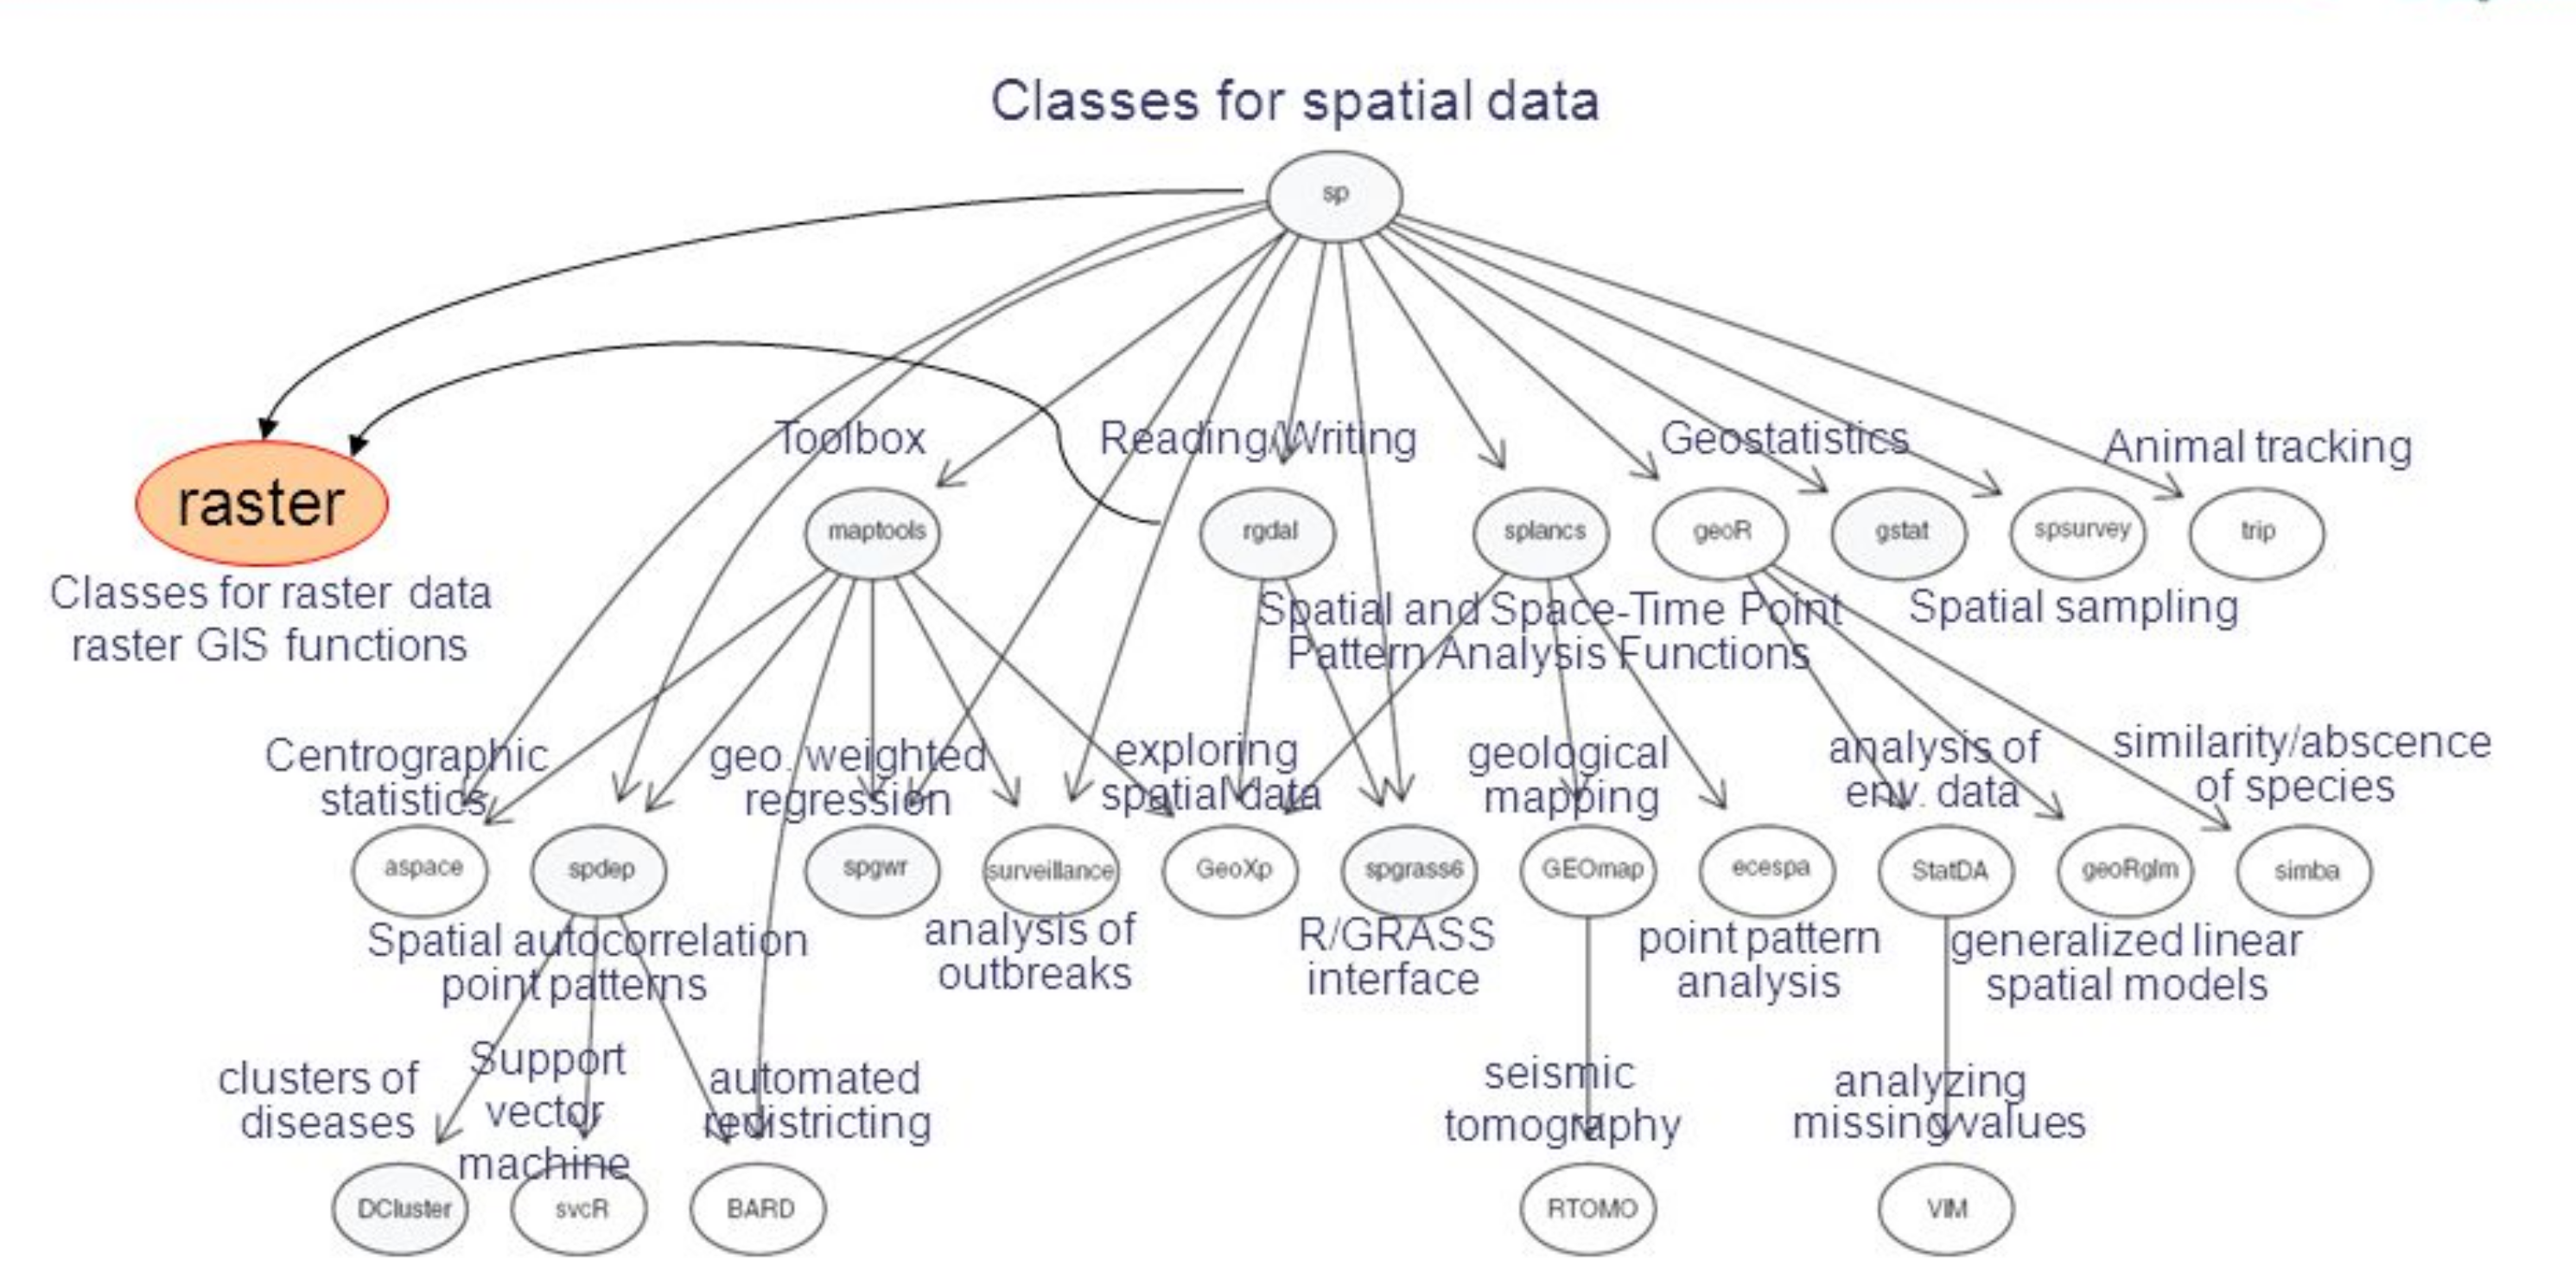 Classes for spatial data
sp
Toolbox
Reading/Writing
Geostatistics
Animal tracking
raster
maptools
rgdal
splancs
geoR
gstat
spsurvey
trip
Classes for raster data
raster GIS functions
Spatial and Space-Time Point
Pattern Analysis Functions
Spatial sampling
Centrographic
statistics
geo. weighted
regression
exploring
spatial data
geological
mapping
analysis of
env. data
similarity/abscence
of species
aspace
spdep
spgwr
surveillance
GeoXp
spgrass6
GEOmap
ecespa
StatDA
geoRglm
simba
Spatial autocorrelation
point patterns
analysis of
outbreaks
R/GRASS
interface
point pattern
analysis
generalized linear
spatial models
clusters of
diseases
Support
vector
machine
automated
redistricting
seismic
tomography
analyzing
missing values
DCluster
svcR
BARD
RTOMO
VIM